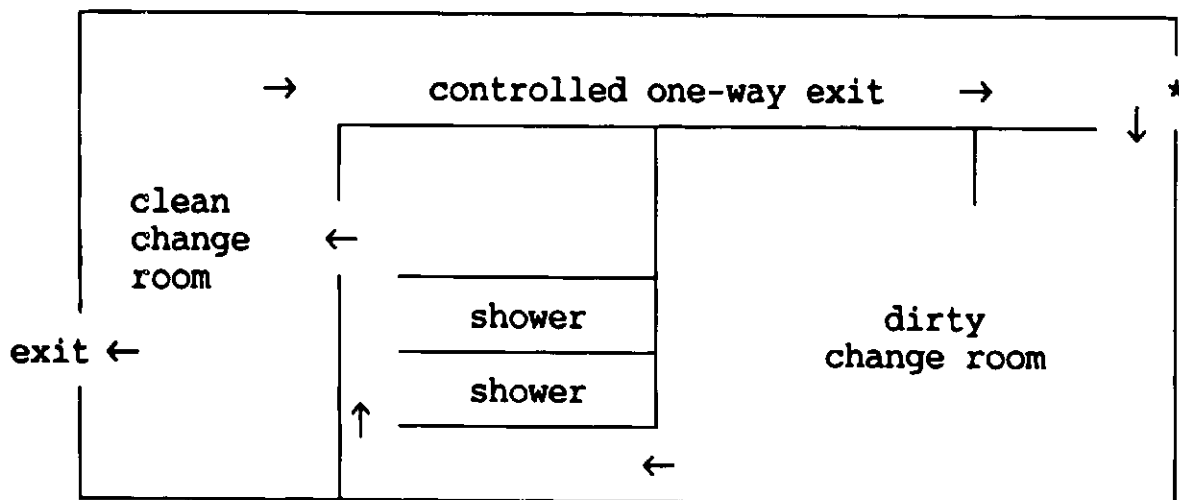 → controlled one-way exit → *
↓
clean
change ←
room
shower dirty
exit ← change room
shower
↑
←